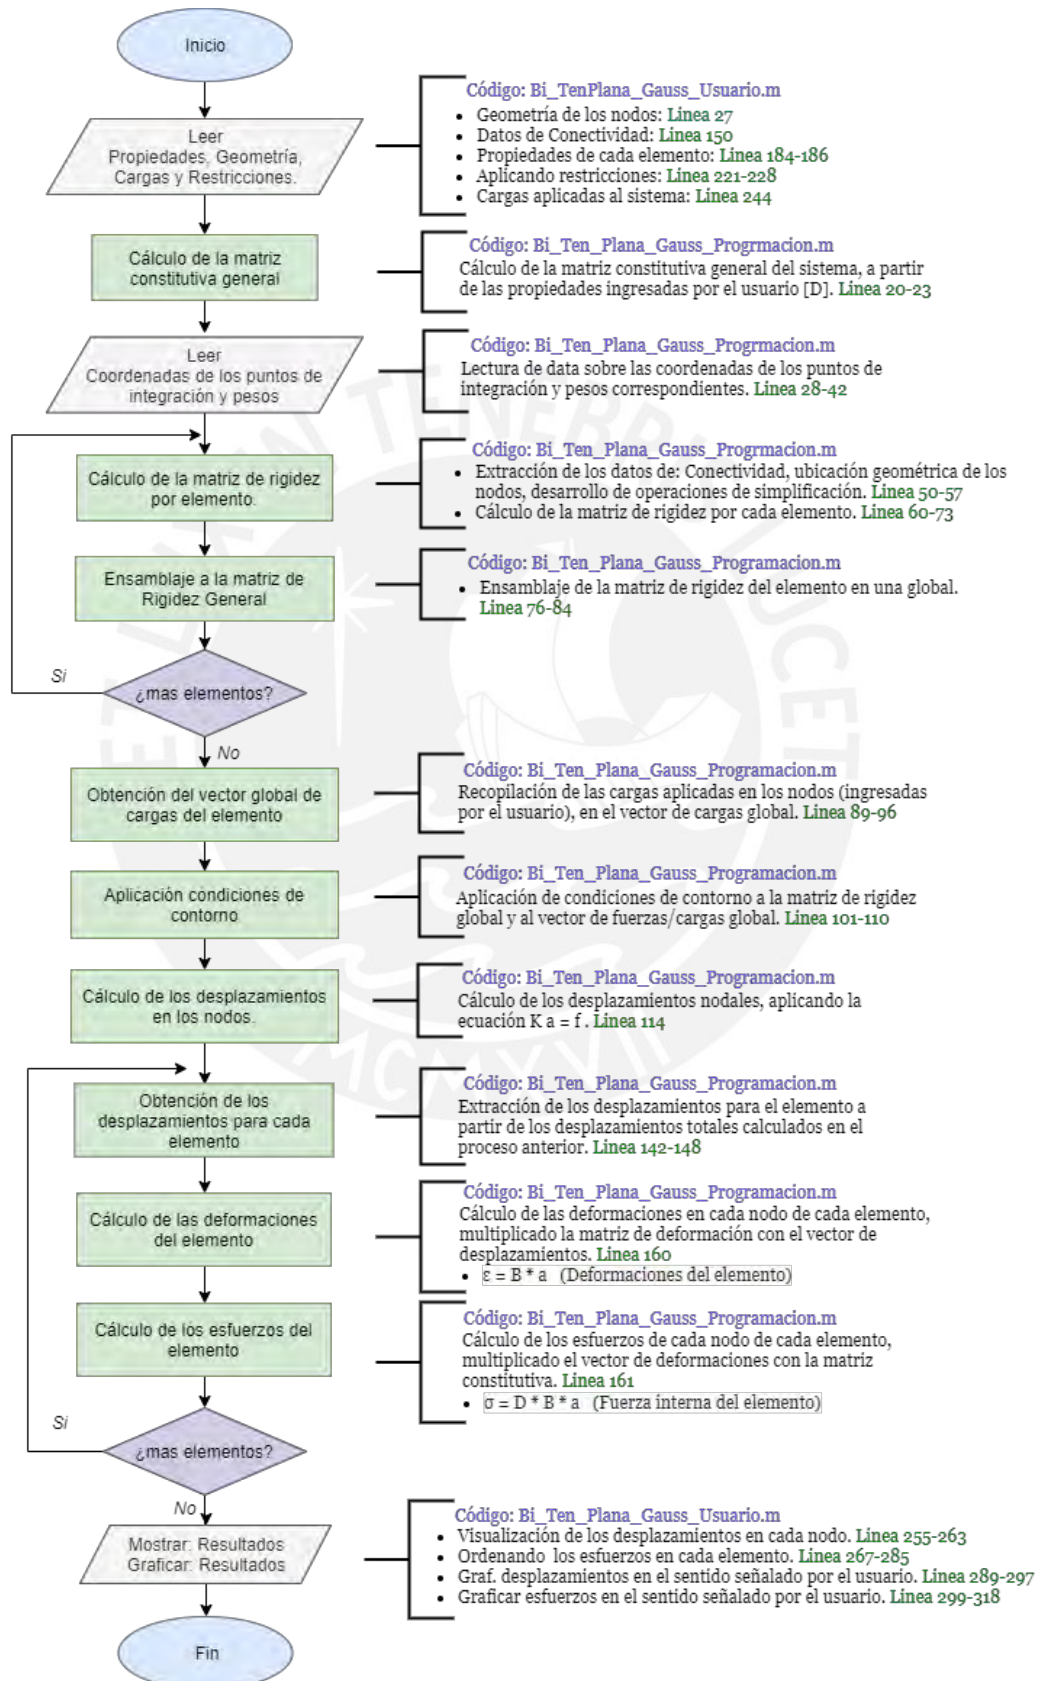 Inicio
Código: Bi_TenPlana_Gauss_Usuario.m
Leer
Propiedades, Geometría,
Cargas y Restricciones.
• Geometría de los nodos: Linea 27
• Datos de Conectividad: Linea 150
• Propiedades de cada elemento: Linea 184-186
• Aplicando restricciones: Linea 221-228
• Cargas aplicadas al sistema: Linea 244
Cálculo de la matriz
constitutiva general
Código: Bi_Ten_Plana_Gauss_Progrmacion.m
Cálculo de la matriz constitutiva general del sistema, a partir
de las propiedades ingresadas por el usuario [D]. Linea 20-23
Leer
Coordenadas de los puntos de
integración y pesos
Código: Bi_Ten_Plana_Gauss_Progrmacion.m
Lectura de data sobre las coordenadas de los puntos de
integración y pesos correspondientes. Linea 28-42
Cálculo de la matriz de rigidez
por elemento.
Código: Bi_Ten_Plana_Gauss_Progrmacion.m
• Extracción de los datos de: Conectividad, ubicación geométrica de los
nodos, desarrollo de operaciones de simplificación. Linea 50-57
• Cálculo de la matriz de rigidez por cada elemento. Linea 60-73
Ensamblaje a la matriz de
Rigidez General
Código: Bi_Ten_Plana_Gauss_Programacion.m
• Ensamblaje de la matriz de rigidez del elemento en una global.
Linea 76-84
Si
¿mas elementos?
No
Obtención del vector global de
cargas del elemento
Código: Bi_Ten_Plana_Gauss_Programacion.m
Recopilación de las cargas aplicadas en los nodos (ingresadas
por el usuario), en el vector de cargas global. Linea 89-96
Aplicación condiciones de
contorno
Código: Bi_Ten_Plana_Gauss_Programacion.m
Aplicación de condiciones de contorno a la matriz de rigidez
global y al vector de fuerzas/cargas global. Linea 101-110
Cálculo de los desplazamientos
en los nodos.
Código: Bi_Ten_Plana_Gauss_Programacion.m
Cálculo de los desplazamientos nodales, aplicando la
ecuación K a = f . Linea 114
Obtención de los
desplazamientos para cada
elemento
Código: Bi_Ten_Plana_Gauss_Programacion.m
Extracción de los desplazamientos para el elemento a
partir de los desplazamientos totales calculados en el
proceso anterior. Linea 142-148
Cálculo de las deformaciones
del elemento
Código: Bi_Ten_Plana_Gauss_Programacion.m
Cálculo de las deformaciones en cada nodo de cada elemento,
multiplicado la matriz de deformación con el vector de
desplazamientos. Linea 160
• ε = B * a (Deformaciones del elemento)
Cálculo de los esfuerzos del
elemento
Código: Bi_Ten_Plana_Gauss_Programacion.m
Cálculo de los esfuerzos de cada nodo de cada elemento,
multiplicado el vector de deformaciones con la matriz
constitutiva. Linea 161
• σ = D * B * a (Fuerza interna del elemento)
Si
¿mas elementos?
No
Mostrar: Resultados
Graficar: Resultados
Código: Bi_Ten_Plana_Gauss_Usuario.m
• Visualización de los desplazamientos en cada nodo. Linea 255-263
• Ordenando los esfuerzos en cada elemento. Linea 267-285
• Graf. desplazamientos en el sentido señalado por el usuario. Linea 289-297
• Graficar esfuerzos en el sentido señalado por el usuario. Linea 299-318
Fin
ET LUX IN TENEBRIS LUCET
MCMXVII